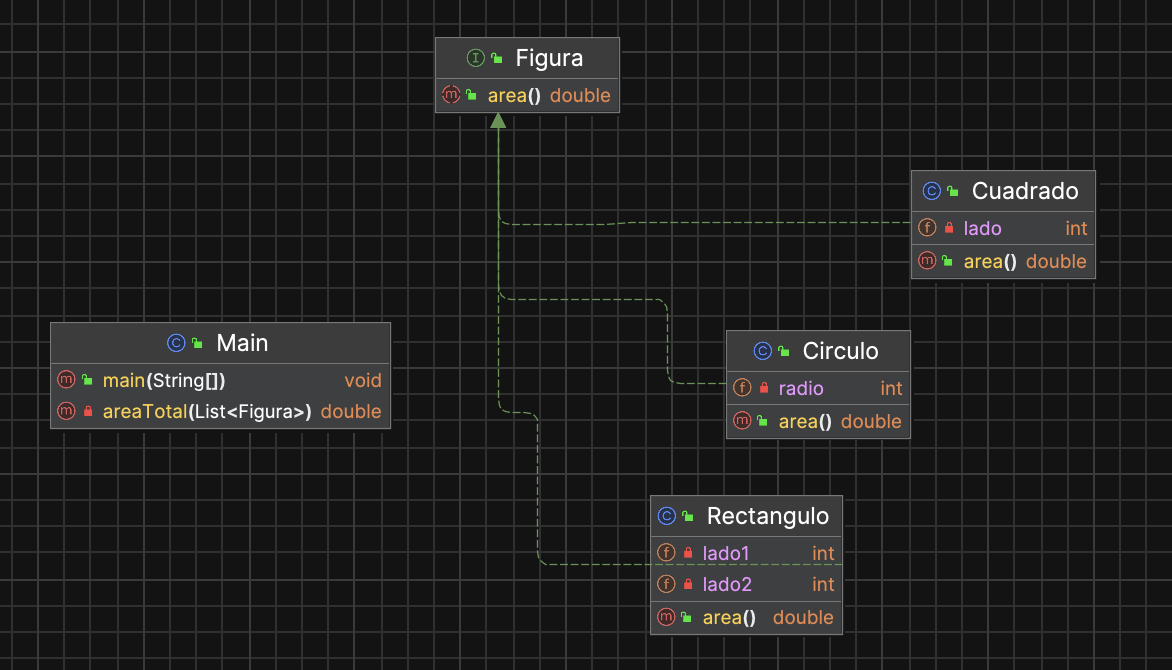 I Figura
m area() double
C Cuadrado
f lado int
m area() double
C Main
m main(String[]) void
m areaTotal(List<Figura>) double
C Circulo
f radio int
m area() double
C Rectangulo
f lado1 int
f lado2 int
m area() double